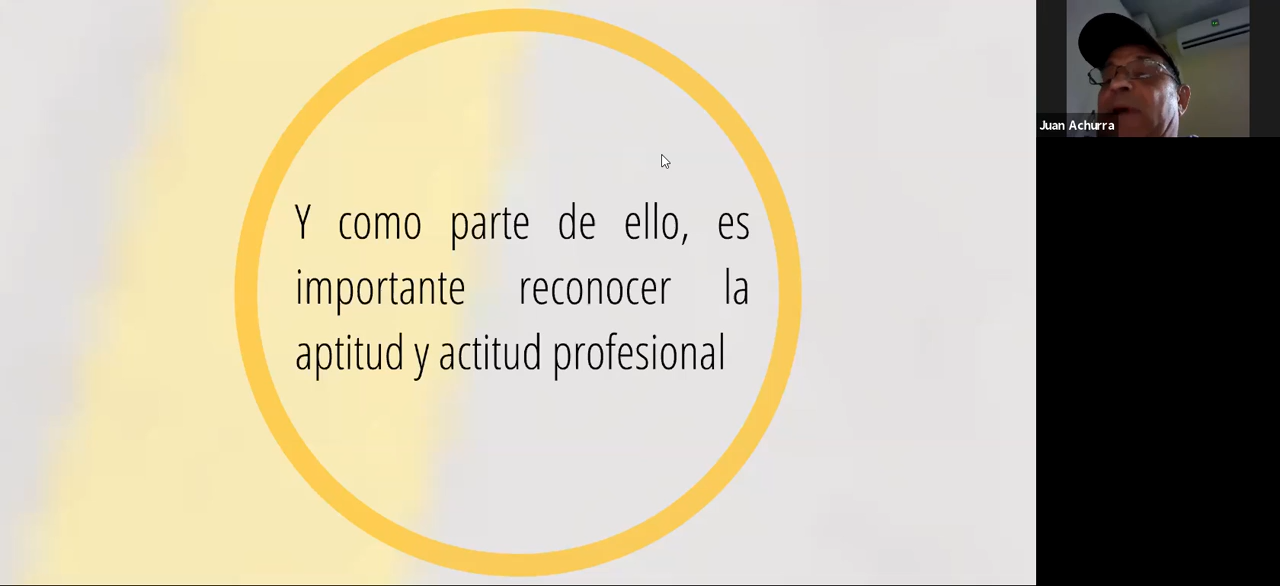 Y como parte de ello, es
importante reconocer la
aptitud y actitud profesional
Juan Achurra